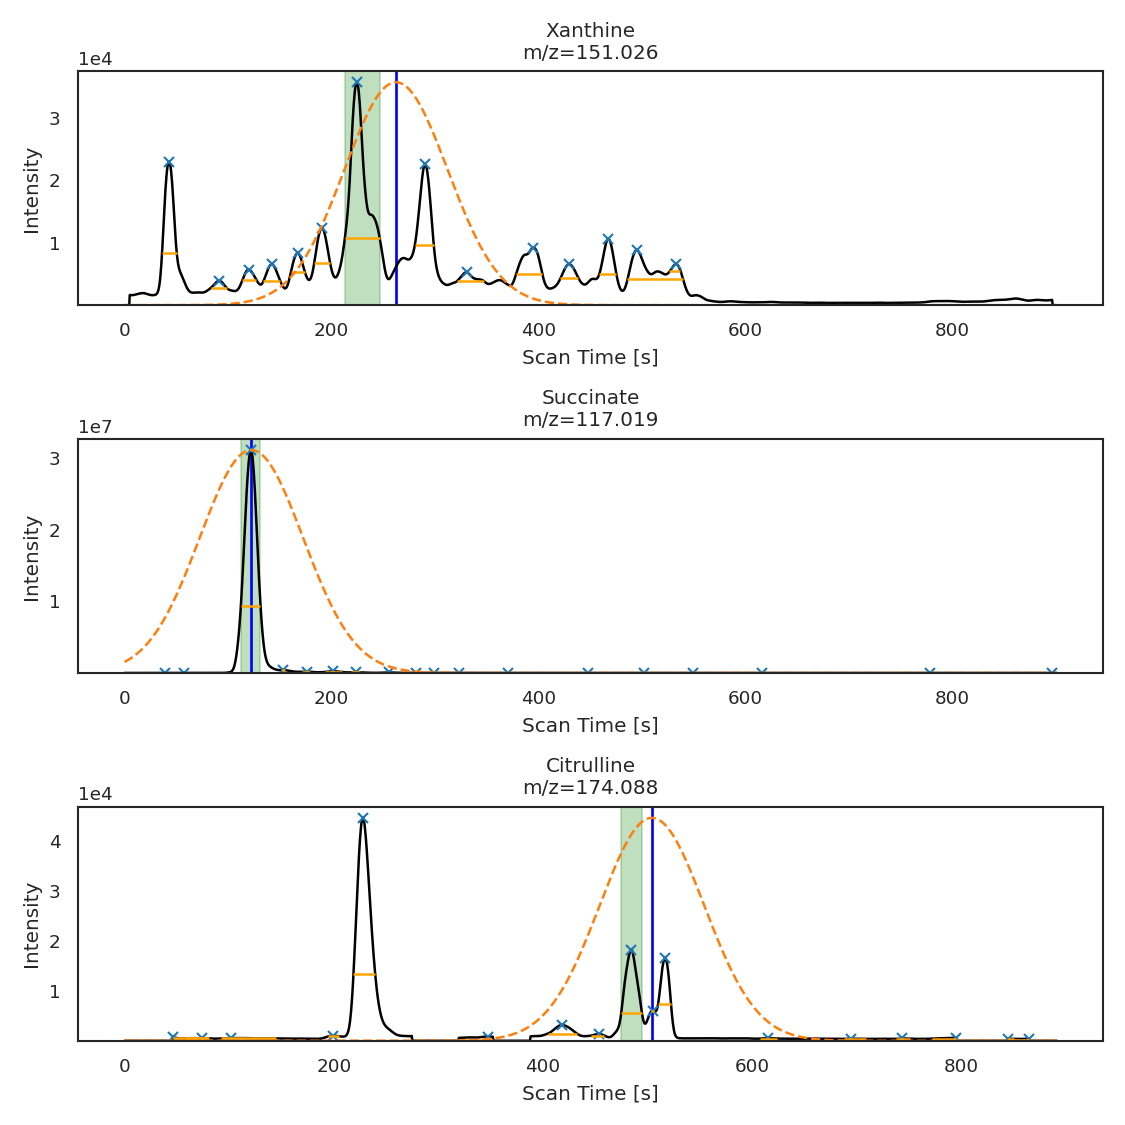 Xanthine
m/z=151.026
1e4
3
2
1
Intensity
0 200 400 600 800
Scan Time [s]
Succinate
m/z=117.019
1e7
3
2
1
Intensity
0 200 400 600 800
Scan Time [s]
Citrulline
m/z=174.088
1e4
4
3
2
1
Intensity
0 200 400 600 800
Scan Time [s]